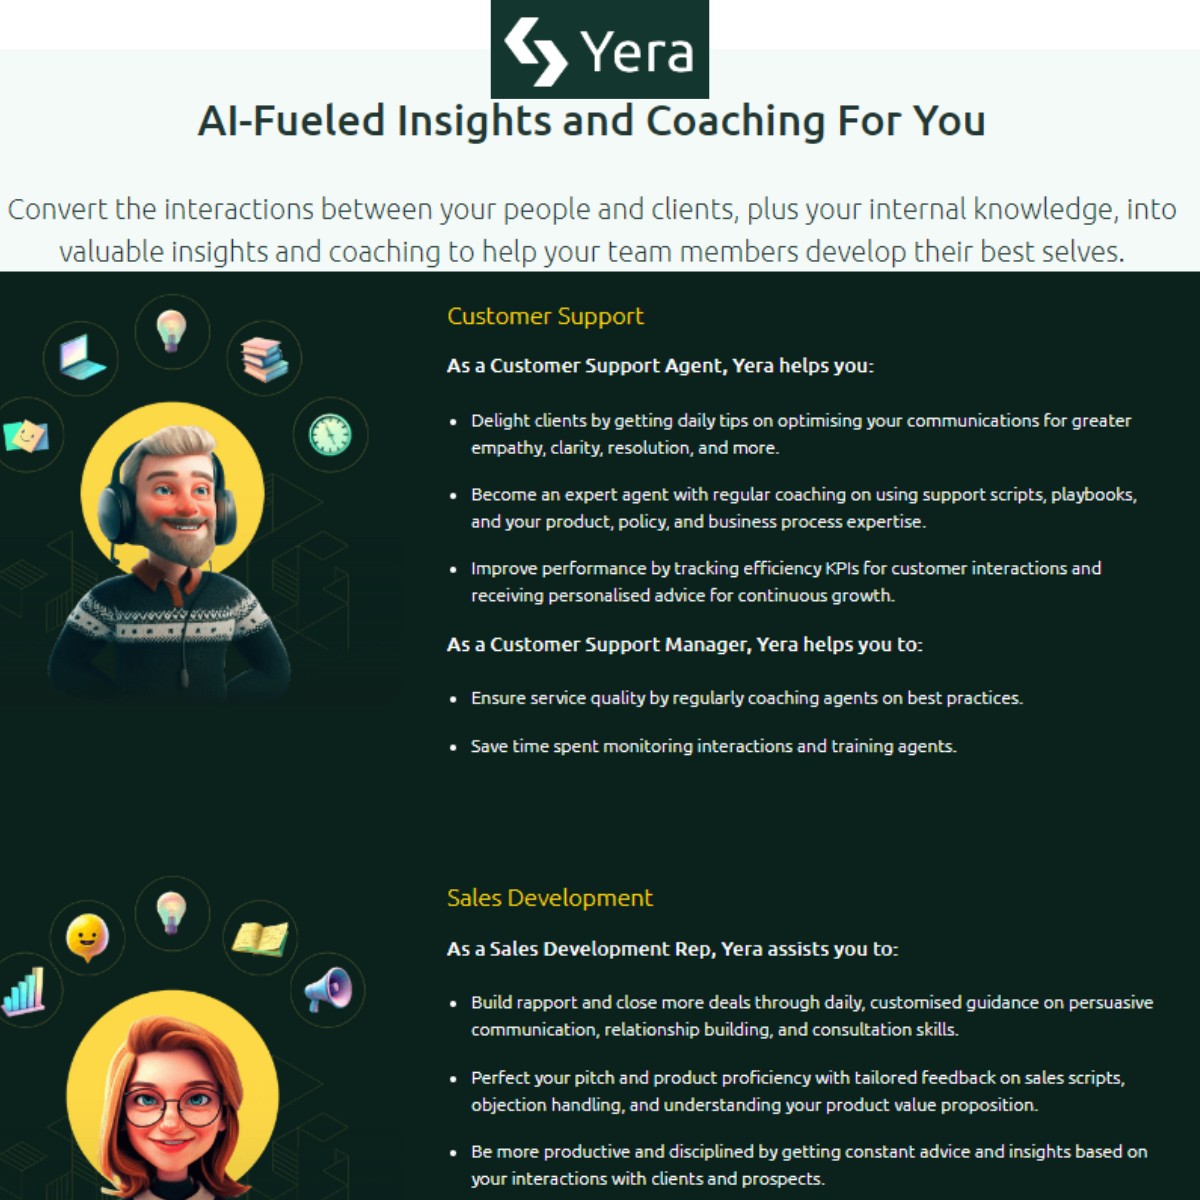 Yera
AI-Fueled Insights and Coaching For You
Convert the interactions between your people and clients, plus your internal knowledge, into
valuable insights and coaching to help your team members develop their best selves.
Customer Support
As a Customer Support Agent, Yera helps you:
• Delight clients by getting daily tips on optimising your communications for greater
empathy, clarity, resolution, and more.
• Become an expert agent with regular coaching on using support scripts, playbooks,
and your product, policy, and business process expertise.
• Improve performance by tracking efficiency KPIs for customer interactions and
receiving personalised advice for continuous growth.
As a Customer Support Manager, Yera helps you to:
• Ensure service quality by regularly coaching agents on best practices.
• Save time spent monitoring interactions and training agents.
Sales Development
As a Sales Development Rep, Yera assists you to:
• Build rapport and close more deals through daily, customised guidance on persuasive
communication, relationship building, and consultation skills.
• Perfect your pitch and product proficiency with tailored feedback on sales scripts,
objection handling, and understanding your product value proposition.
• Be more productive and disciplined by getting constant advice and insights based on
your interactions with clients and prospects.